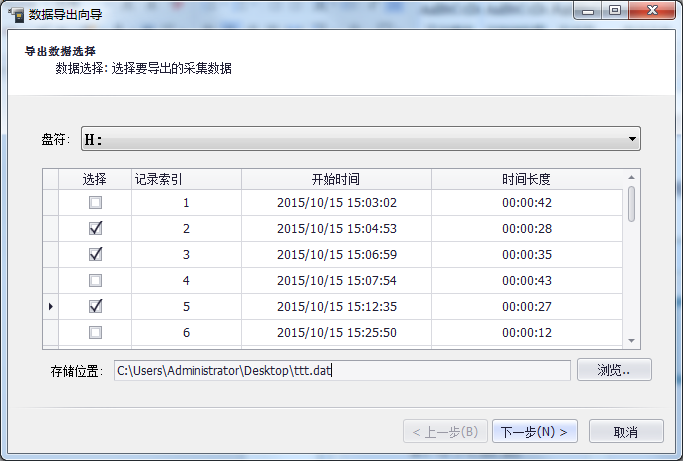 数据导出向导
导出数据选择
数据选择: 选择要导出的采集数据
盘符: H:
选择 记录索引 开始时间 时间长度
1 2015/10/15 15:03:02 00:00:42
2 2015/10/15 15:04:53 00:00:28
3 2015/10/15 15:06:59 00:00:35
4 2015/10/15 15:07:54 00:00:43
5 2015/10/15 15:12:35 00:00:27
6 2015/10/15 15:25:50 00:00:12
存储位置: C:\Users\Administrator\Desktop\ttt.dat 浏览..
< 上一步(B) 下一步(N) > 取消